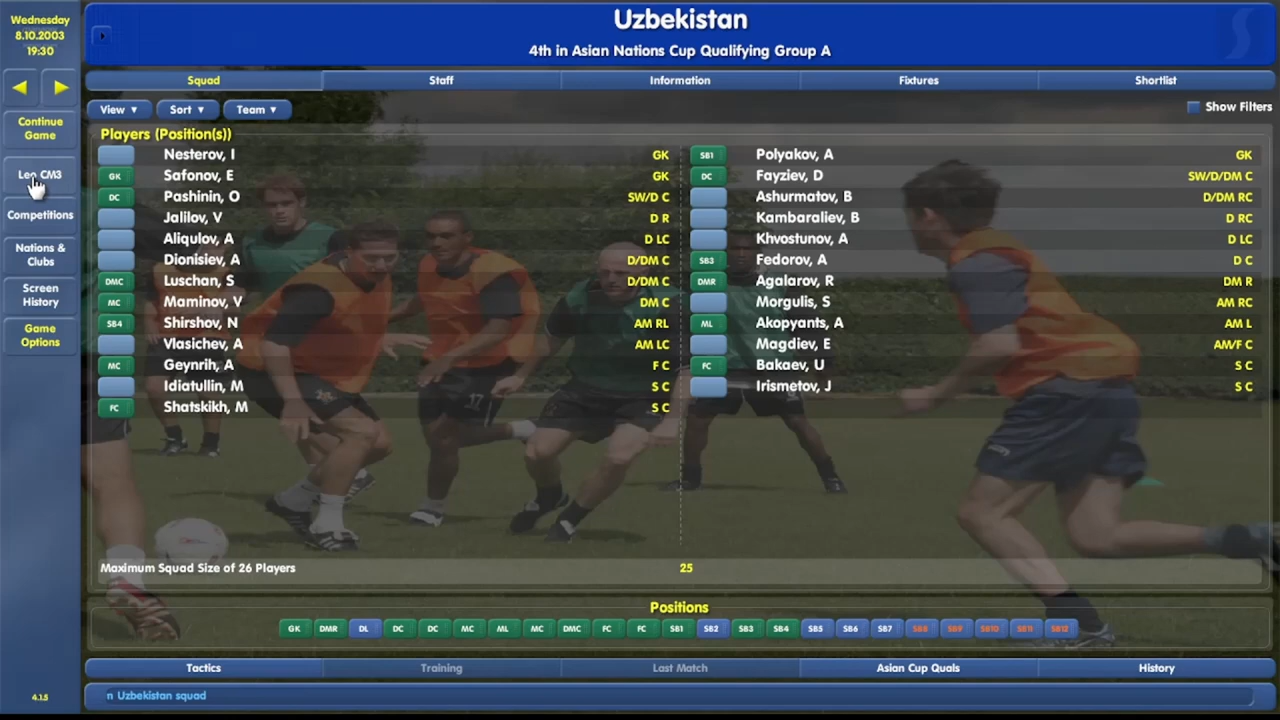 Wednesday
8.10.2003
19:30
Continue
Game
Leo CM3
Competitions
Nations &
Clubs
Screen
History
Game
Options
4.1.5
Uzbekistan
4th in Asian Nations Cup Qualifying Group A
Squad Staff Information Fixtures Shortlist
View Sort Team Show Filters
Players (Position(s))
Nesterov, I GK
GK Safonov, E GK
DC Pashinin, O SW/D C
Jalilov, V D R
Aliqulov, A D LC
Dionisiev, A D/DM C
DMC Luschan, S D/DM C
MC Maminov, V DM C
SB4 Shirshov, N AM RL
Vlasichev, A AM LC
MC Geynrih, A F C
Idiatullin, M S C
FC Shatskikh, M S C
SB1 Polyakov, A GK
DC Fayziev, D SW/D/DM C
Ashurmatov, B D/DM RC
Kambaraliev, B D RC
Khvostunov, A D LC
SB3 Fedorov, A D C
DMR Agalarov, R DM R
Morgulis, S AM RC
ML Akopyants, A AM L
Magdiev, E AM/F C
FC Bakaev, U S C
Irismetov, J S C
Maximum Squad Size of 26 Players 25
Positions
GK DMR DL DC DC MC ML MC DMC FC FC SB1 SB2 SB3 SB4 SB5 SB6 SB7 SB8 SB9 SB10 SB11 SB12
Tactics Training Last Match Asian Cup Quals History
n Uzbekistan squad